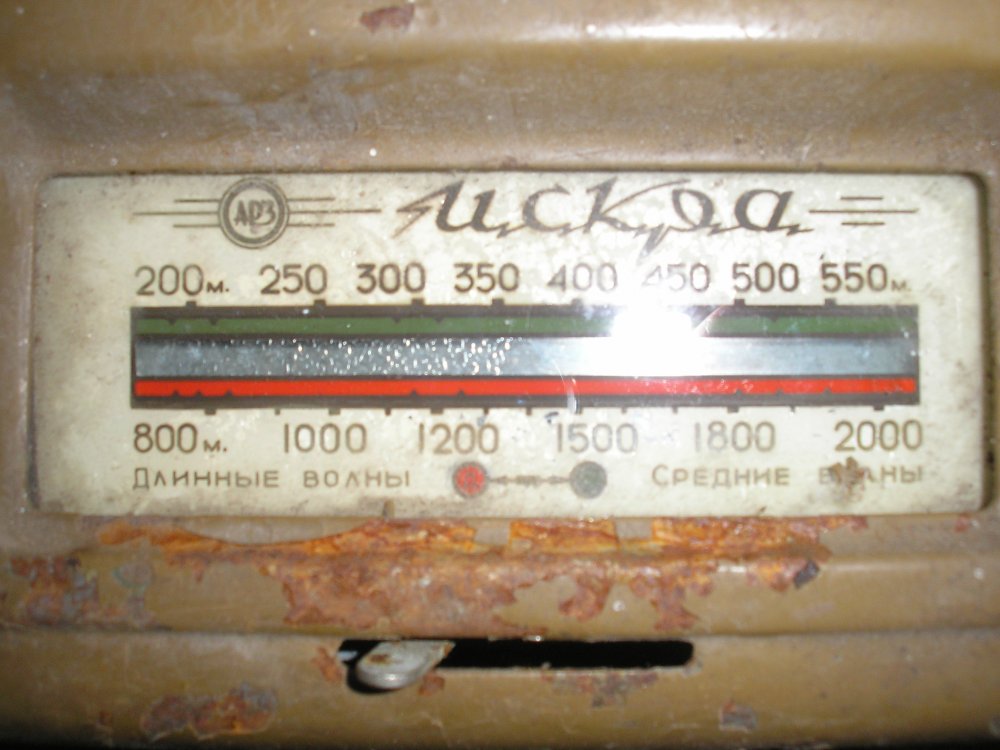 АРЗ Искра
200м. 250 300 350 400 450 500 550м.
800м. 1000 1200 1500 1800 2000
Длинные волны Средние волны